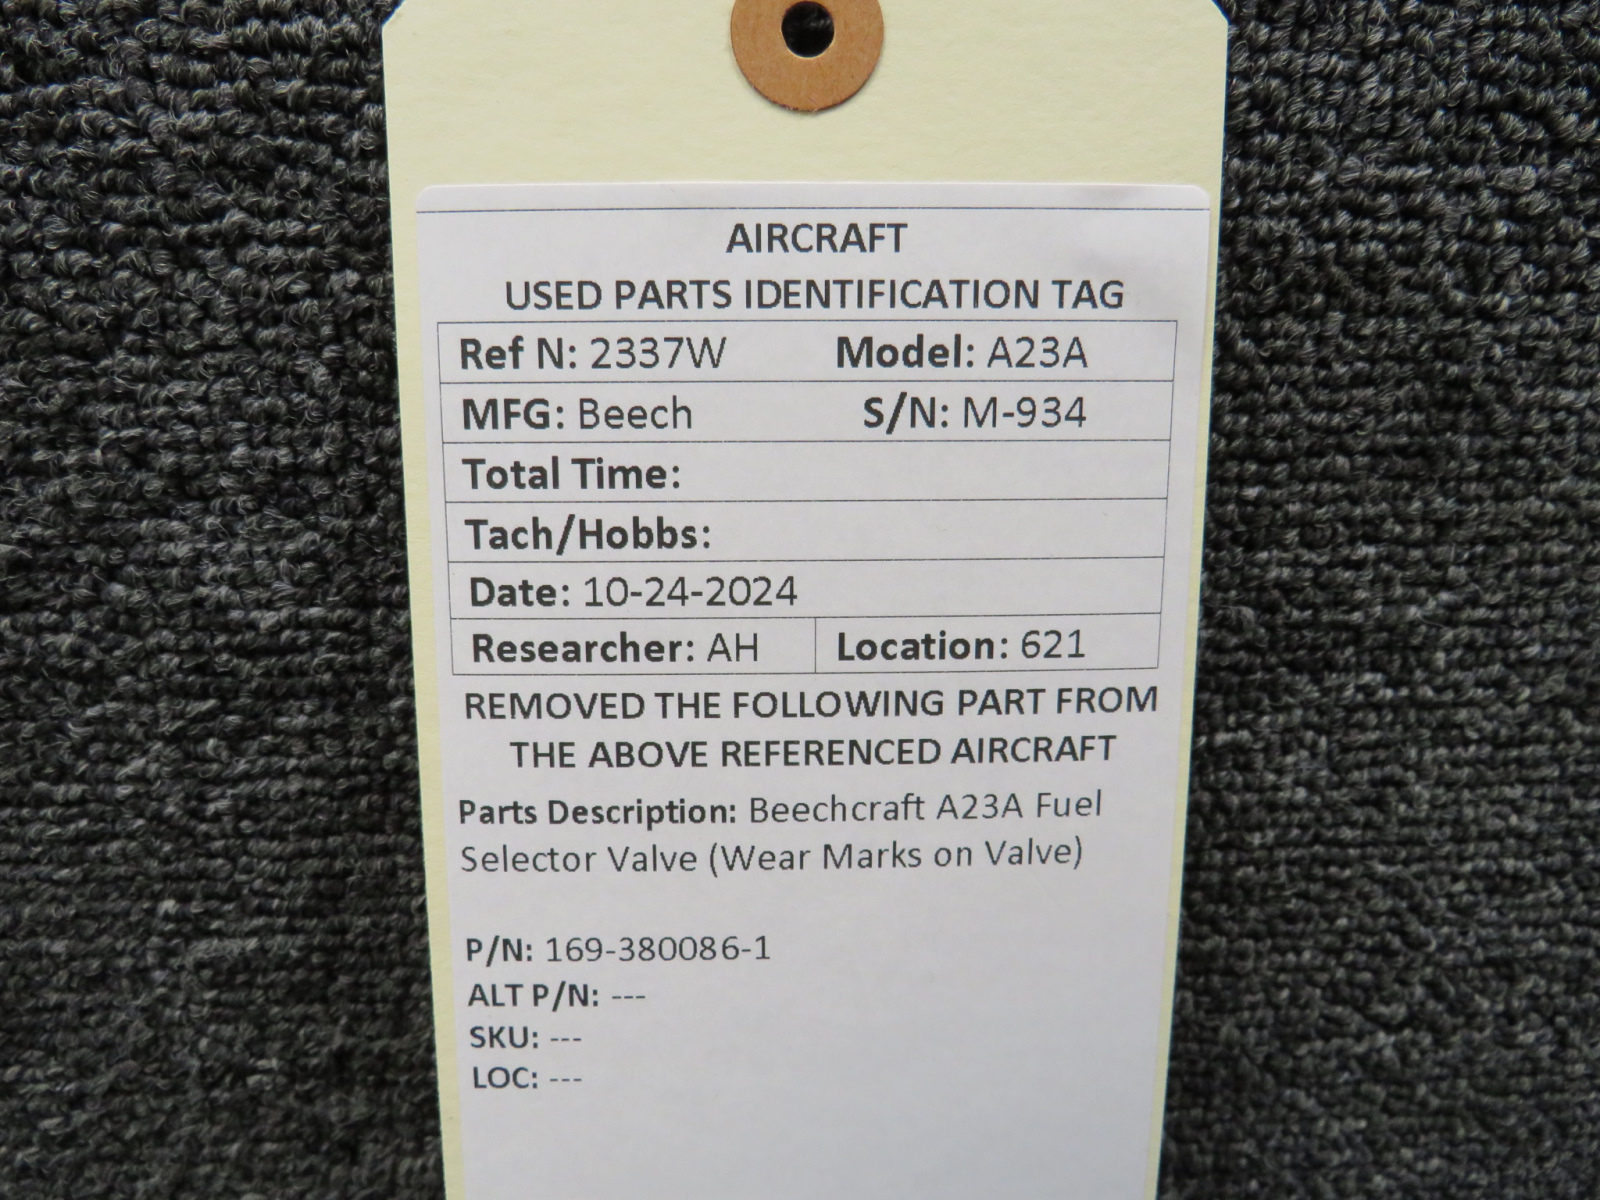 AIRCRAFT
USED PARTS IDENTIFICATION TAG
Ref N: 2337W Model: A23A
MFG: Beech S/N: M-934
Total Time:
Tach/Hobbs:
Date: 10-24-2024
Researcher: AH Location: 621
REMOVED THE FOLLOWING PART FROM
THE ABOVE REFERENCED AIRCRAFT
Parts Description: Beechcraft A23A Fuel
Selector Valve (Wear Marks on Valve)
P/N: 169-380086-1
ALT P/N: ---
SKU: ---
LOC: ---